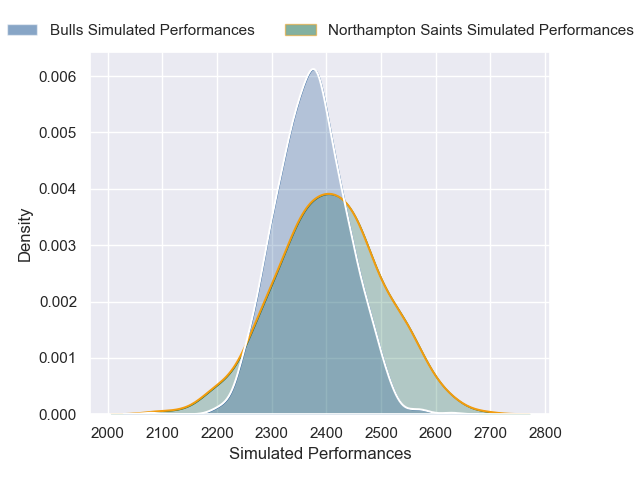 Bulls Simulated Performances
Northampton Saints Simulated Performances
0.006
0.005
0.004
0.003
0.002
0.001
0.000
Density
2000 2100 2200 2300 2400 2500 2600 2700 2800
Simulated Performances